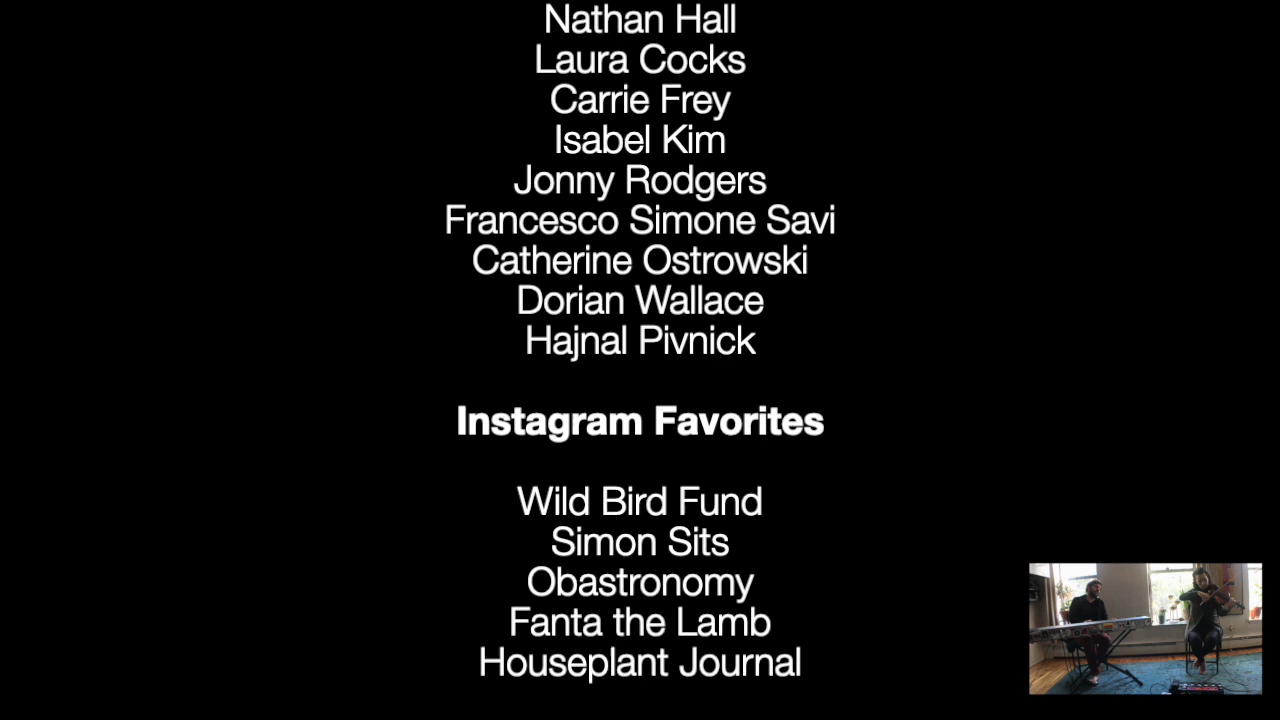 Nathan Hall
Laura Cocks
Carrie Frey
Isabel Kim
Jonny Rodgers
Francesco Simone Savi
Catherine Ostrowski
Dorian Wallace
Hajnal Pivnick
Instagram Favorites
Wild Bird Fund
Simon Sits
Obastronomy
Fanta the Lamb
Houseplant Journal